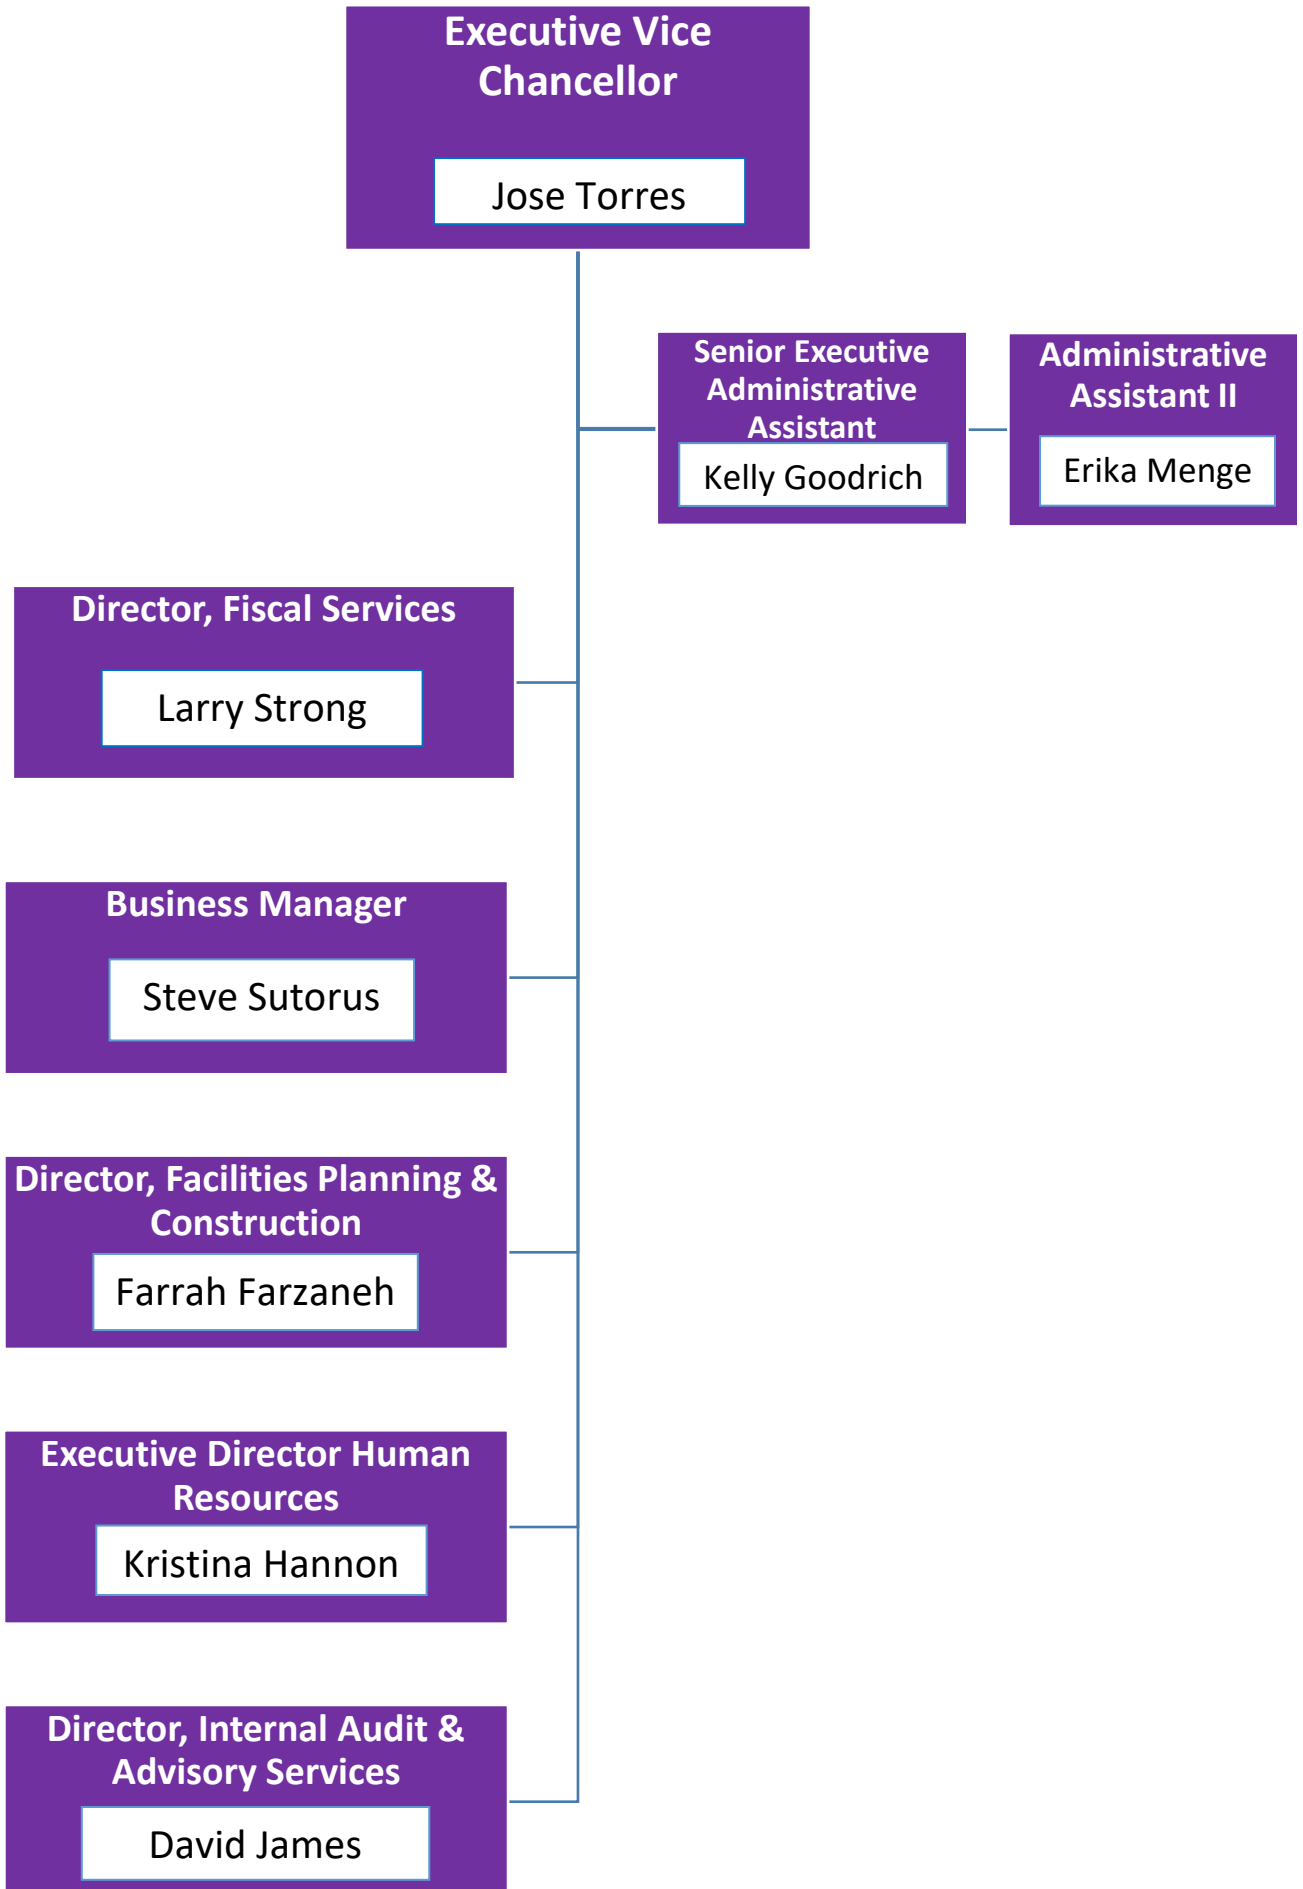 Executive Vice
Chancellor
Jose Torres
Senior Executive
Administrative
Assistant
Kelly Goodrich
Administrative
Assistant II
Erika Menge
Director, Fiscal Services
Larry Strong
Business Manager
Steve Sutorus
Director, Facilities Planning &
Construction
Farrah Farzaneh
Executive Director Human
Resources
Kristina Hannon
Director, Internal Audit &
Advisory Services
David James